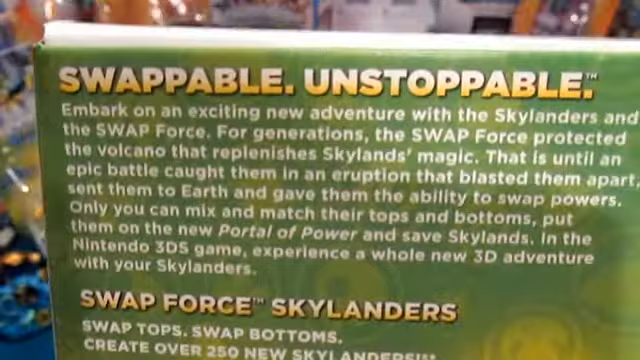 SWAPPABLE. UNSTOPPABLE.™
Embark on an exciting new adventure with the Skylanders and
the SWAP Force. For generations, the SWAP Force protected
the volcano that replenishes Skylands' magic. That is until an
epic battle caught them in an eruption that blasted them apart,
sent them to Earth and gave them the ability to swap powers.
Only you can mix and match their tops and bottoms, put
them on the new Portal of Power and save Skylands. In the
Nintendo 3DS game, experience a whole new 3D adventure
with your Skylanders.
SWAP FORCE™ SKYLANDERS
SWAP TOPS. SWAP BOTTOMS.
CREATE OVER 250 NEW SKYLANDERS!